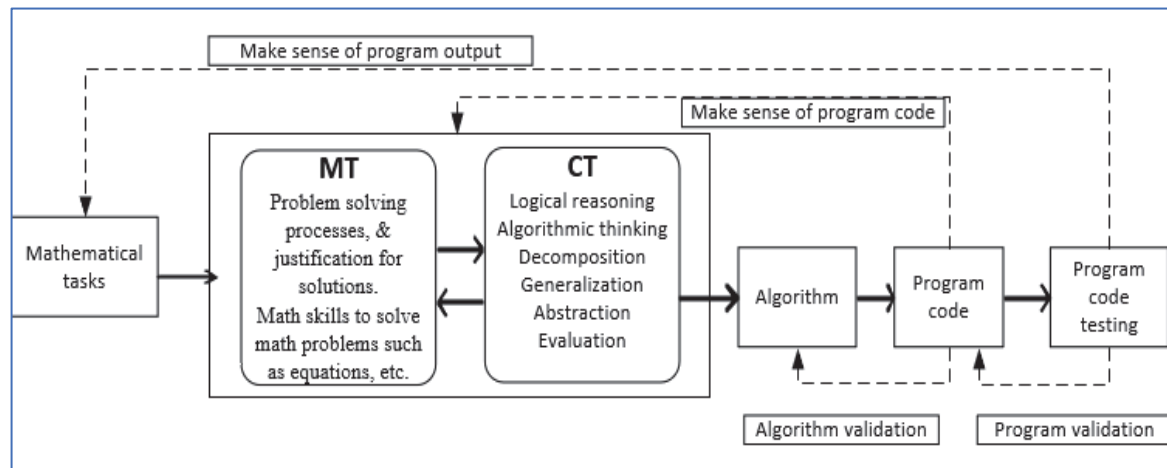 Make sense of program output
Make sense of program code
MT
Problem solving
processes, &
justification for
solutions.
Math skills to solve
math problems such
as equations, etc.
CT
Logical reasoning
Algorithmic thinking
Decomposition
Generalization
Abstraction
Evaluation
Mathematical
tasks
Algorithm
Program
code
Program
code
testing
Algorithm validation
Program validation